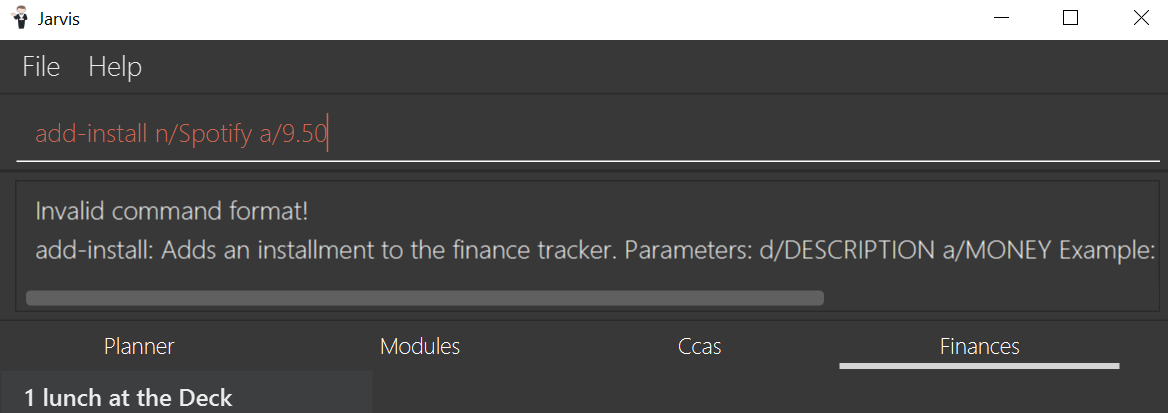 Jarvis
File Help
add-install n/Spotify a/9.50
Invalid command format!
add-install: Adds an installment to the finance tracker. Parameters: d/DESCRIPTION a/MONEY Example:
Planner Modules Ccas Finances
1 lunch at the Deck